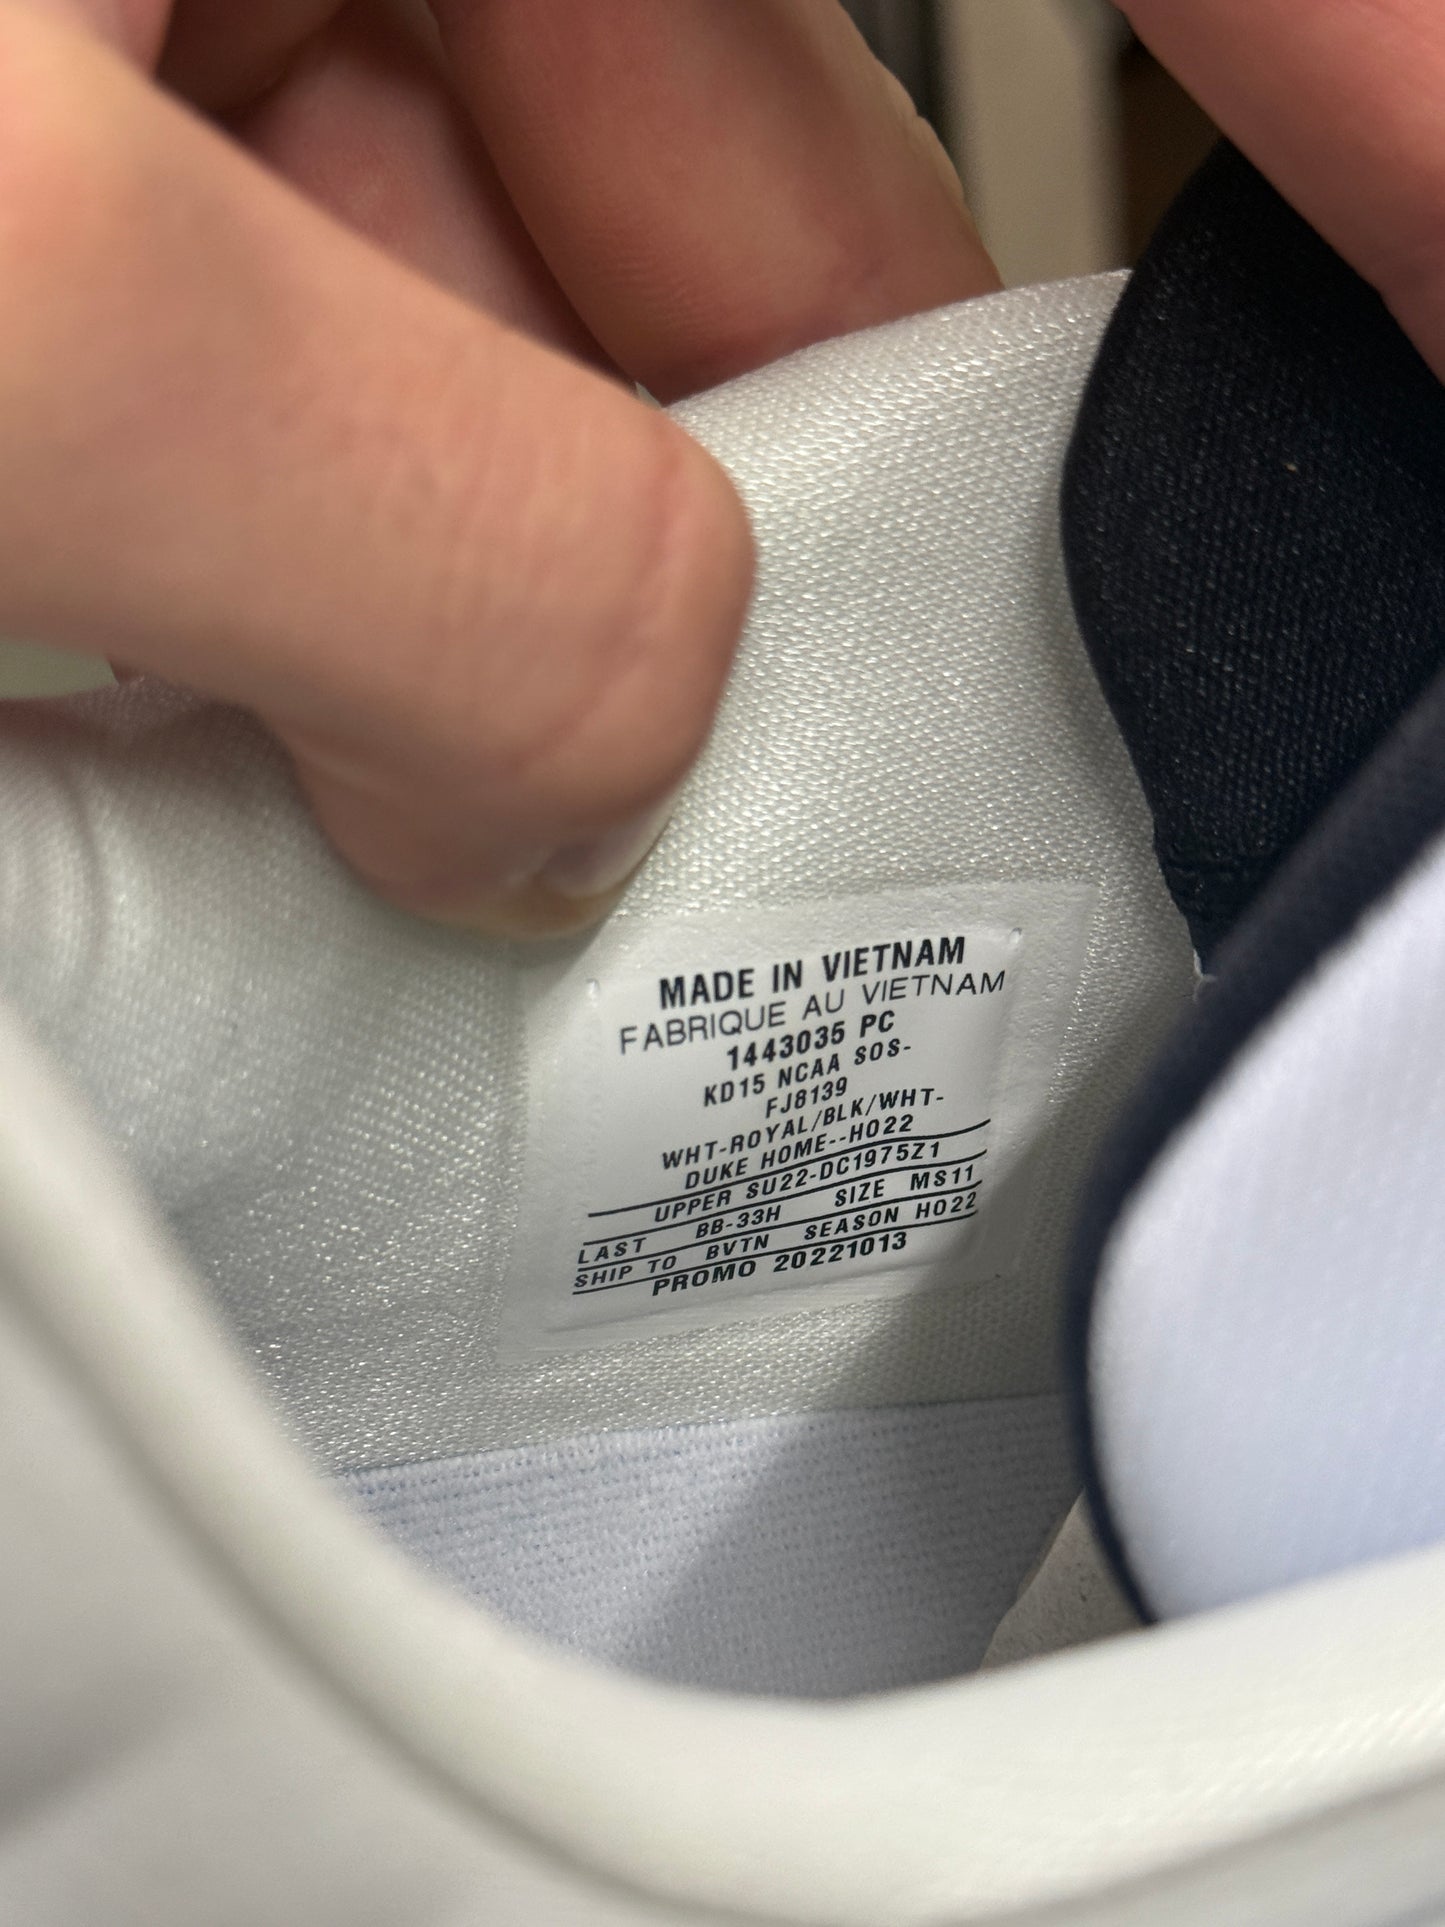 MADE IN VIETNAM
FABRIQUE AU VIETNAM
1443035 PC
KD15 NCAA SOS-
FJ8139
WHT-ROYAL/BLK/WHT-
DUKE HOME--HO22
UPPER SU22-DC1975Z1
LAST BB-33H SIZE MS11
SHIP TO BVTN SEASON HO22
PROMO 20221013